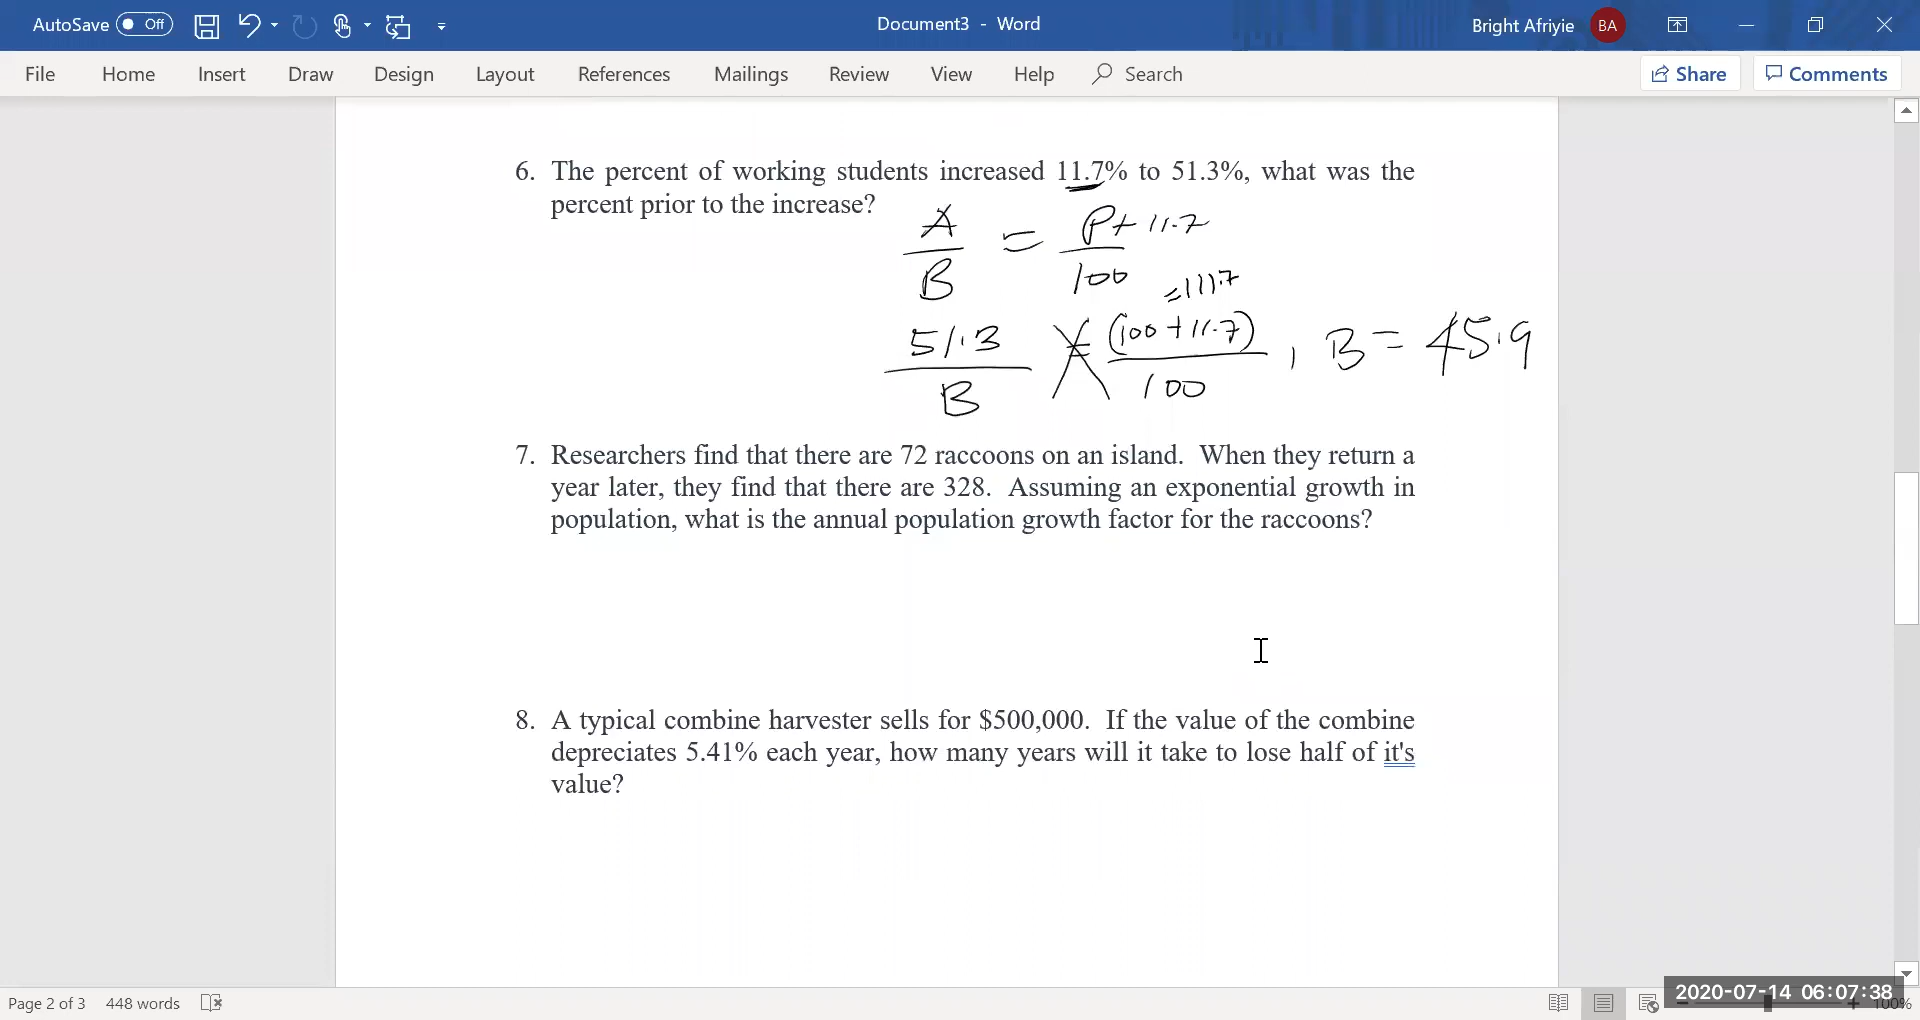 AutoSave Off Document3 - Word Bright Afriyie BA
File Home Insert Draw Design Layout References Mailings Review View Help Search Share Comments
6. The percent of working students increased 11.7% to 51.3%, what was the
percent prior to the increase?
A/B = P+11.7/100
=111.7
51.3/B = (100+11.7)/100 , B = 45.9
7. Researchers find that there are 72 raccoons on an island. When they return a
year later, they find that there are 328. Assuming an exponential growth in
population, what is the annual population growth factor for the raccoons?
8. A typical combine harvester sells for $500,000. If the value of the combine
depreciates 5.41% each year, how many years will it take to lose half of it's
value?
Page 2 of 3 448 words 100%
2020-07-14 06:07:38